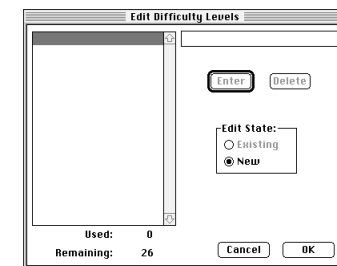 Edit Difficulty Levels
Enter Delete
Edit State:
Existing
New
Used: 0
Remaining: 26
Cancel OK